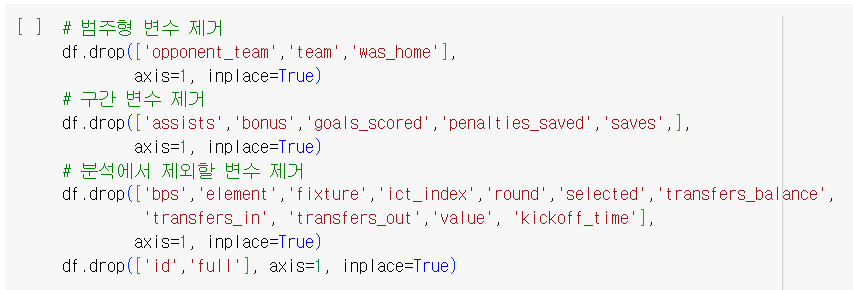 [ ] # 범주형 변수 제거
df.drop(['opponent_team','team','was_home'],
axis=1, inplace=True)
# 구간 변수 제거
df.drop(['assists','bonus','goals_scored','penalties_saved','saves',],
axis=1, inplace=True)
# 분석에서 제외할 변수 제거
df.drop(['bps','element','fixture','ict_index','round','selected','transfers_balance',
'transfers_in', 'transfers_out','value', 'kickoff_time'],
axis=1, inplace=True)
df.drop(['id','full'], axis=1, inplace=True)